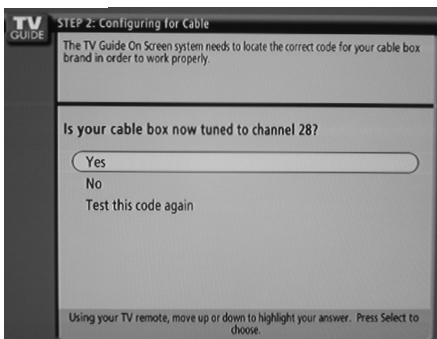 TV
GUIDE
STEP 2: Configuring for Cable
The TV Guide On Screen system needs to locate the correct code for your cable box
brand in order to work properly.
Is your cable box now tuned to channel 28?
Yes
No
Test this code again
Using your TV remote, move up or down to highlight your answer. Press Select to
choose.